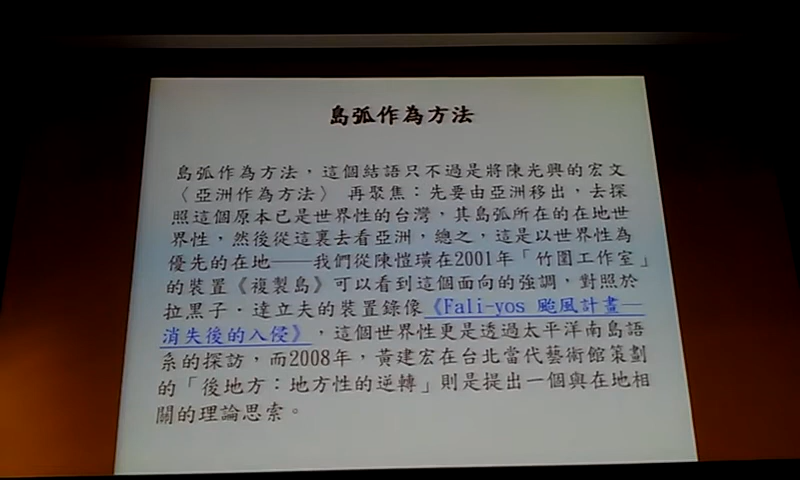 島弧作為方法
島弧作為方法，這個結語只不過是將陳光興的宏文
〈亞洲作為方法〉 再聚焦：先要由亞洲移出，去探
照這個原本已是世界性的台灣，其島弧所在的在地世
界性，然後從這裏去看亞洲，總之，這是以世界性為
優先的在地——我們從陳愷璜在2001年「竹圍工作室」
的裝置《複製島》可以看到這個面向的強調，對照於
拉黑子．達立夫的裝置錄像《Fali-yos 颱風計畫—
消失後的入侵》，這個世界性更是透過太平洋南島語
系的探訪，而2008年，黃建宏在台北當代藝術館策劃
的「後地方：地方性的逆轉」則是提出一個與在地相
關的理論思索。